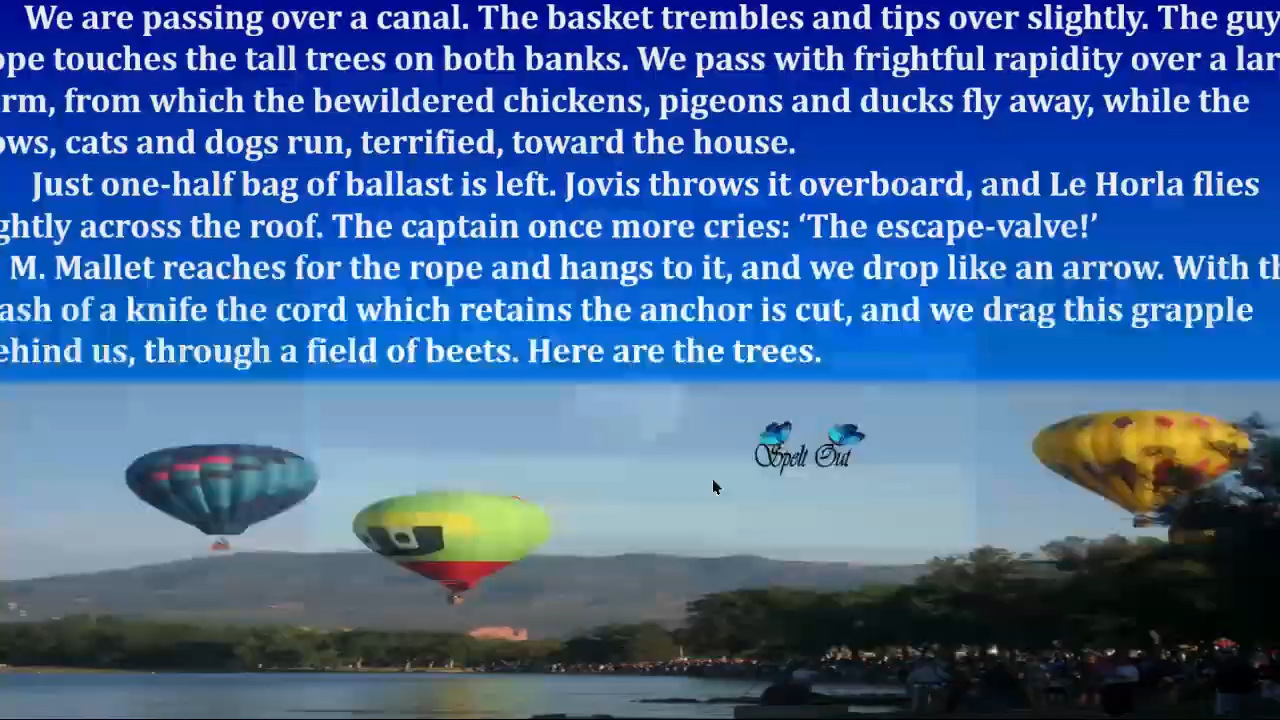 We are passing over a canal. The basket trembles and tips over slightly. The guy
ope touches the tall trees on both banks. We pass with frightful rapidity over a lar
rm, from which the bewildered chickens, pigeons and ducks fly away, while the
ows, cats and dogs run, terrified, toward the house.
Just one-half bag of ballast is left. Jovis throws it overboard, and Le Horla flies
ghtly across the roof. The captain once more cries: ‘The escape-valve!’
M. Mallet reaches for the rope and hangs to it, and we drop like an arrow. With th
ash of a knife the cord which retains the anchor is cut, and we drag this grapple
ehind us, through a field of beets. Here are the trees.
Spelt Out